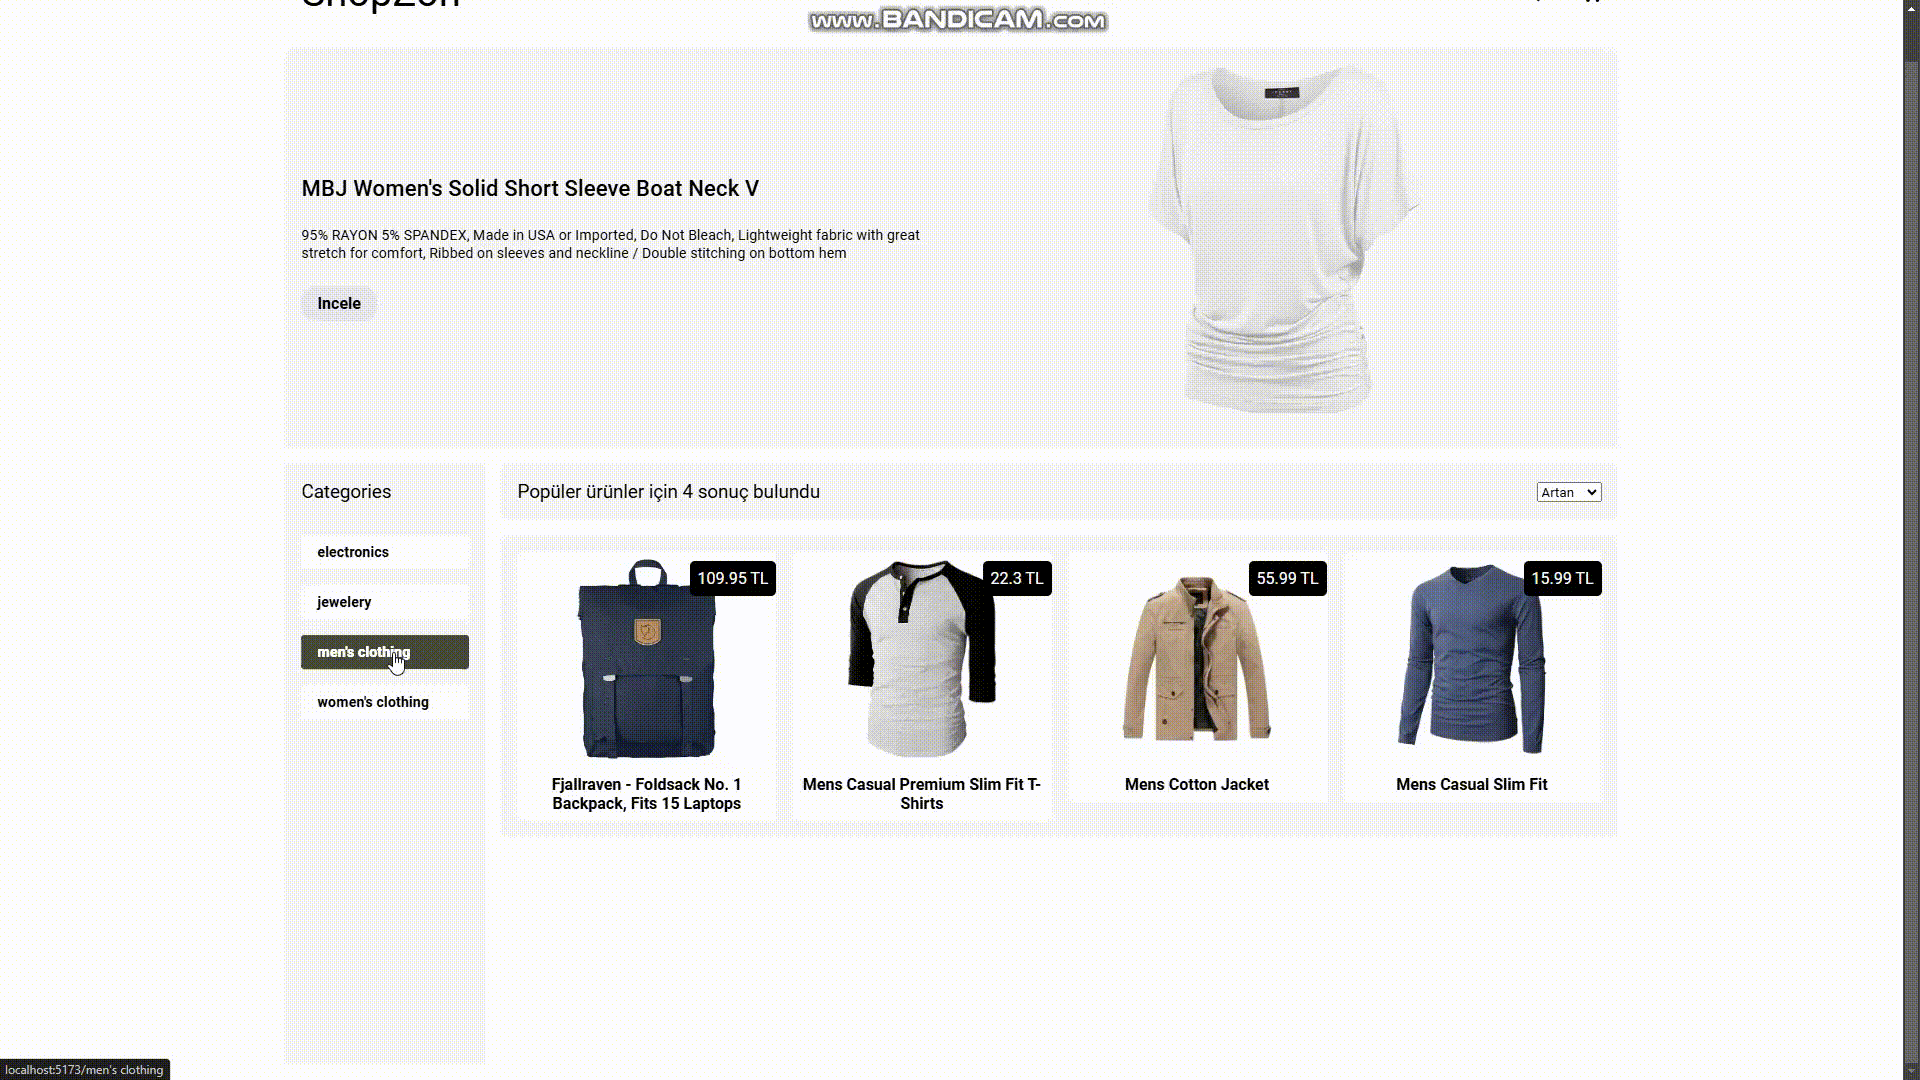 ShopZon
www.BANDICAM.com
MBJ Women's Solid Short Sleeve Boat Neck V
95% RAYON 5% SPANDEX, Made in USA or Imported, Do Not Bleach, Lightweight fabric with great
stretch for comfort, Ribbed on sleeves and neckline / Double stitching on bottom hem
Incele
Categories
electronics
jewelery
men's clothing
women's clothing
Popüler ürünler için 4 sonuç bulundu
Artan
109.95 TL
Fjallraven - Foldsack No. 1
Backpack, Fits 15 Laptops
22.3 TL
Mens Casual Premium Slim Fit T-
Shirts
55.99 TL
Mens Cotton Jacket
15.99 TL
Mens Casual Slim Fit
localhost:5173/men's clothing